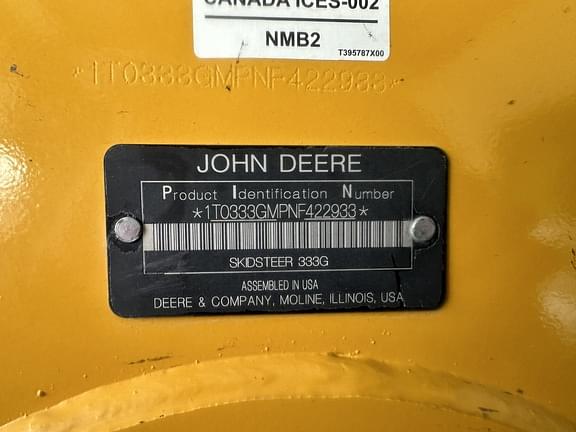 CANADA ICES-002
NMB2
T395787X00
*1T0333GMPNF422933*
JOHN DEERE
Product Identification Number
*1T0333GMPNF422933*
SKIDSTEER 333G
ASSEMBLED IN USA
DEERE & COMPANY, MOLINE, ILLINOIS, USA